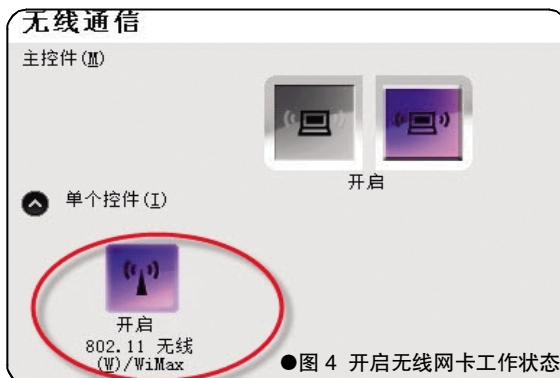 无线通信
主控件(M)
开启
单个控件(I)
开启
802.11 无线
(W)/WiMax
●图 4 开启无线网卡工作状态